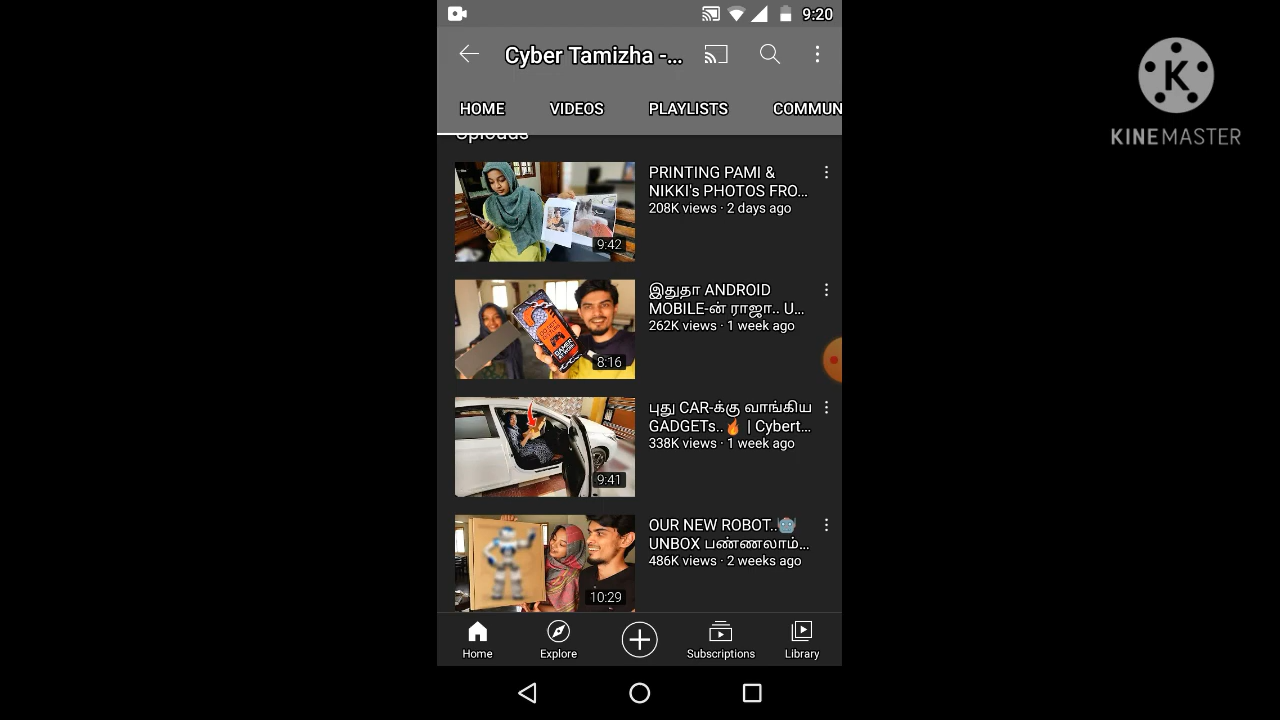 9:20
Cyber Tamizha -...
HOME VIDEOS PLAYLISTS COMMUN
Uploads
PRINTING PAMI &
NIKKI's PHOTOS FRO...
208K views · 2 days ago
9:42
இதுதா ANDROID
MOBILE-ன் ராஜா.. U...
262K views · 1 week ago
8:16
புது CAR-க்கு வாங்கிய
GADGETs..🔥 | Cybert...
338K views · 1 week ago
9:41
OUR NEW ROBOT..🤖
UNBOX பண்ணலாம்...
486K views · 2 weeks ago
10:29
Home Explore Subscriptions Library
K
KINEMASTER